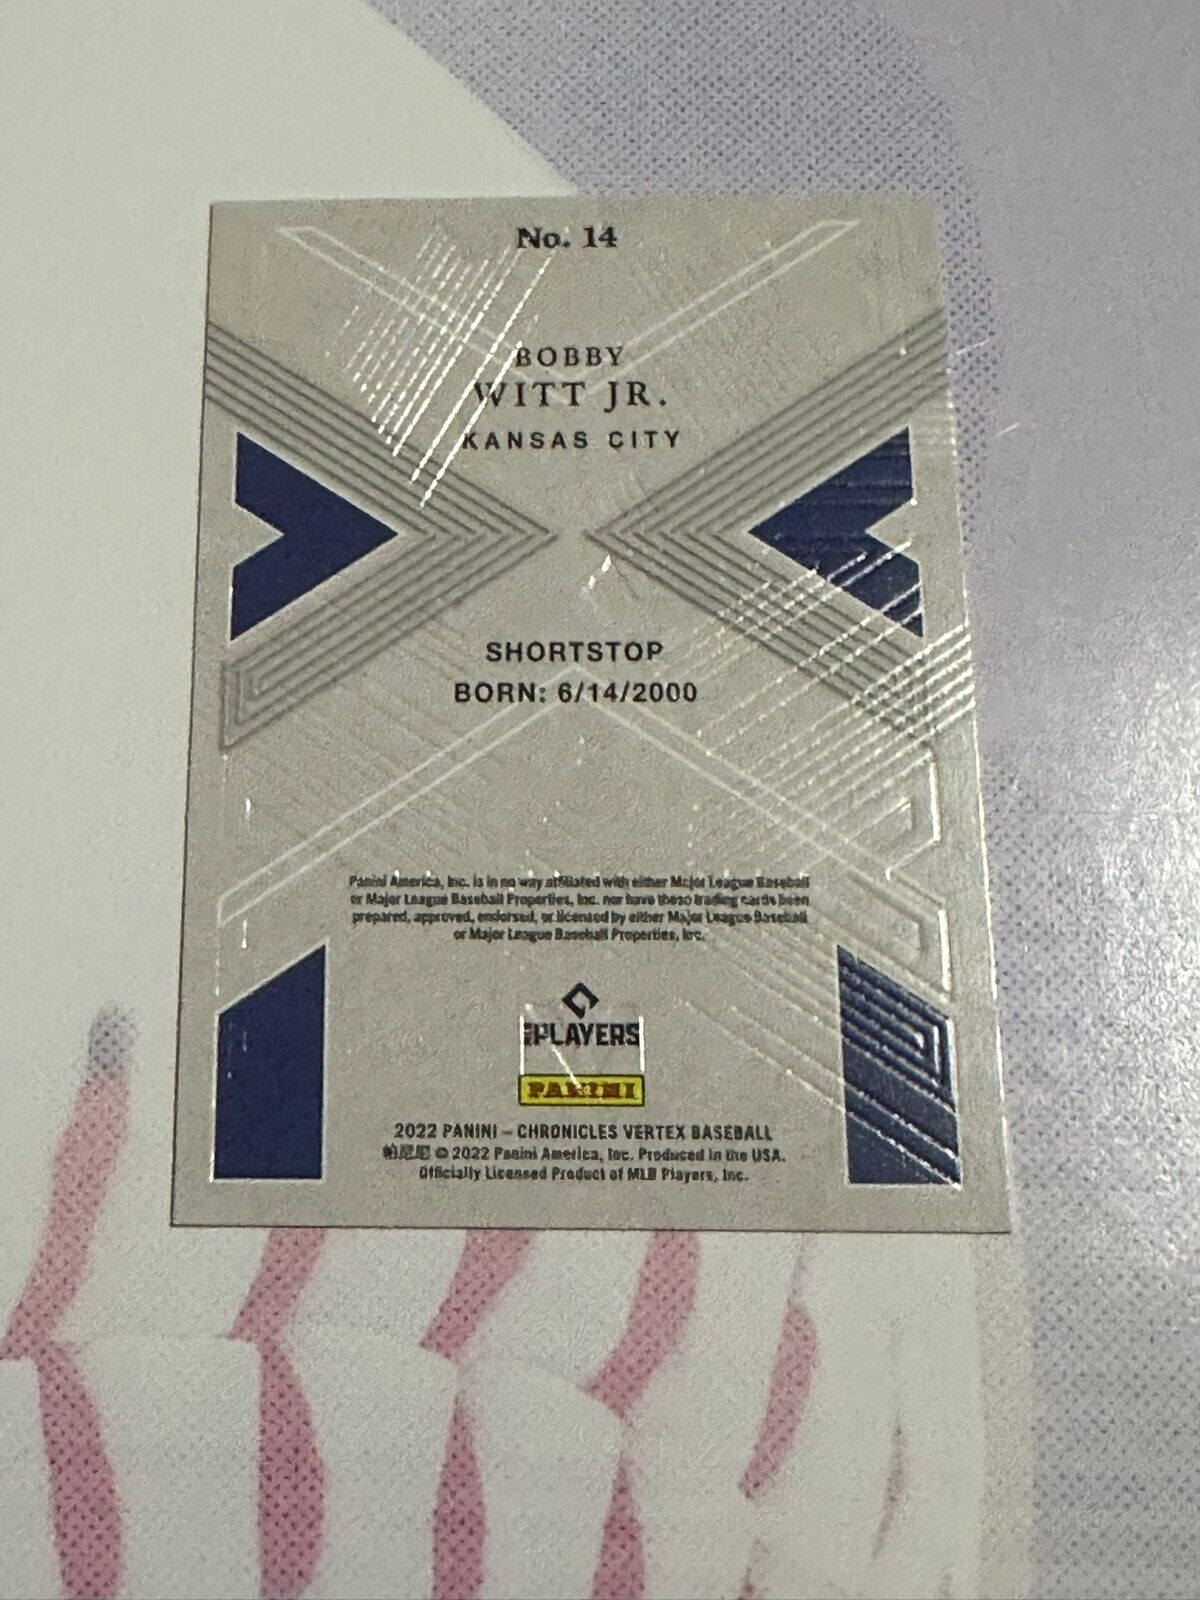 No. 14
BOBBY
WITT JR.
KANSAS CITY
SHORTSTOP
BORN: 6/14/2000
Panini America, Inc. is in no way affiliated with either Major League Baseball
or Major League Baseball Properties, Inc. nor have these trading cards been
prepared, approved, endorsed, or licensed by either Major League Baseball
or Major League Baseball Properties, Inc.
PLAYERS
PANINI
2022 PANINI – CHRONICLES VERTEX BASEBALL
帕尼尼 © 2022 Panini America, Inc. Produced in the USA.
Officially Licensed Product of MLB Players, Inc.